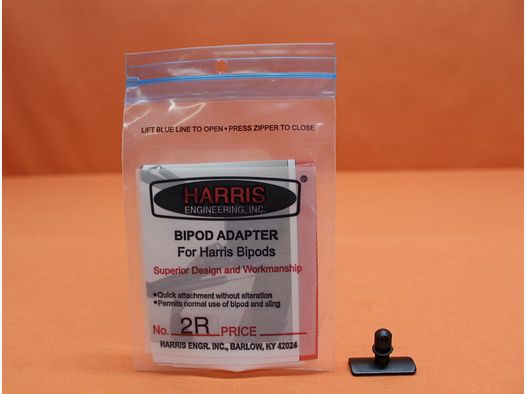 LIFT BLUE LINE TO OPEN • PRESS ZIPPER TO CLOSE
HARRIS ®
ENGINEERING, INC.
BIPOD ADAPTER
For Harris Bipods
Superior Design and Workmanship
•Quick attachment without alteration
•Permits normal use of bipod and sling
No. 2R PRICE
HARRIS ENGR. INC., BARLOW, KY 42024